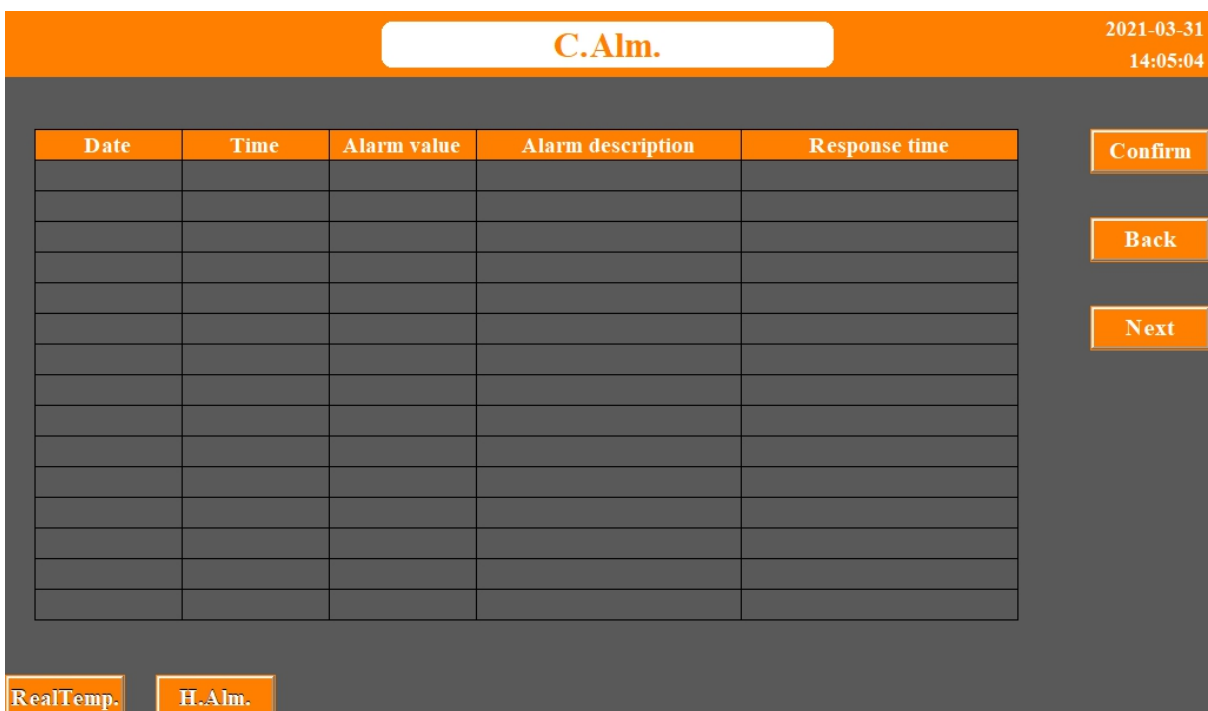 C.Alm.
2021-03-31
14:05:04
Date Time Alarm value Alarm description Response time
Confirm
Back
Next
RealTemp. H.Alm.